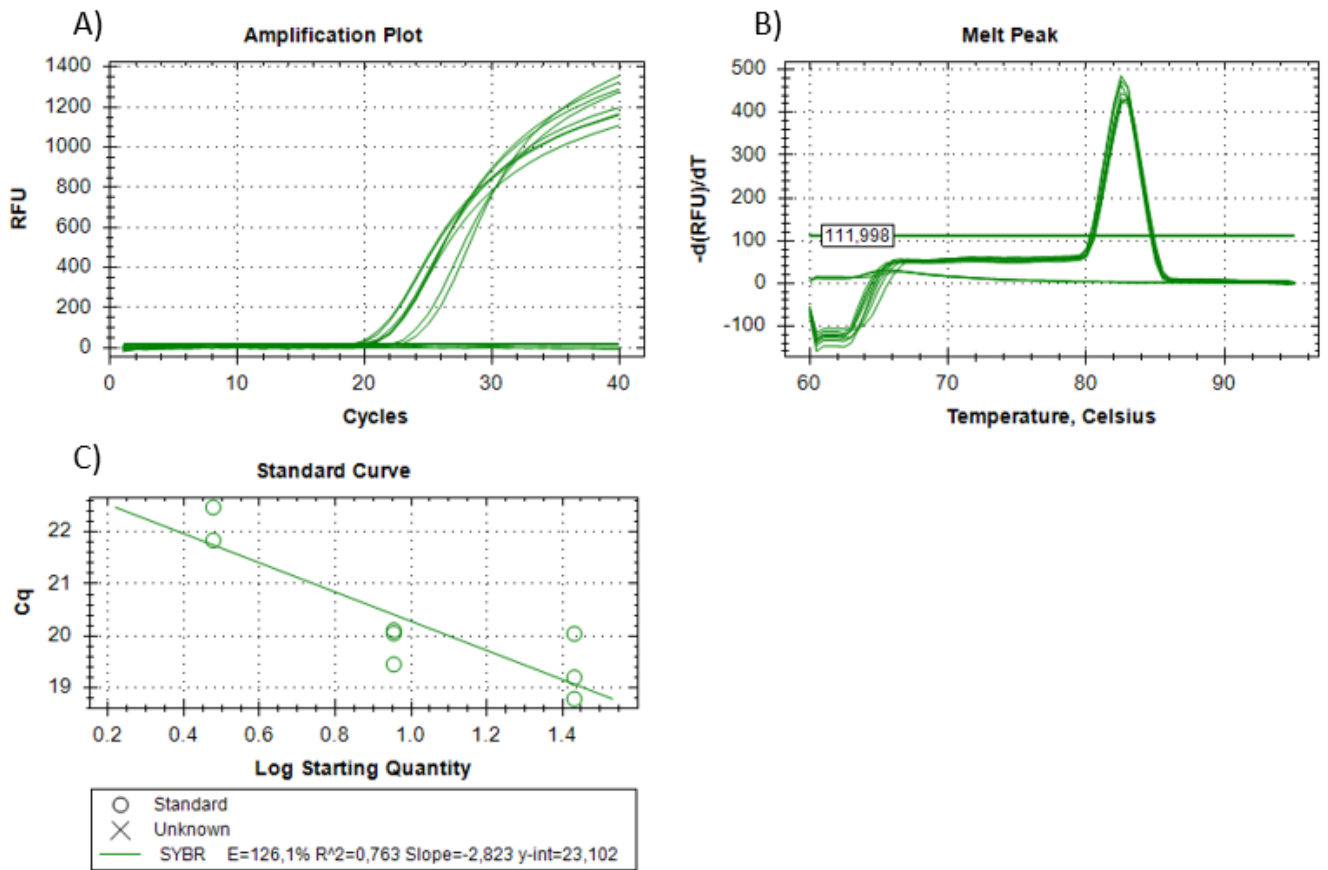 A)
Amplification Plot
1400
1200
1000
800
600
400
200
0
RFU
0 10 20 30 40
Cycles
B)
Melt Peak
500
400
300
200
100
0
-100
-d(RFU)/dT
111,998
60 70 80 90
Temperature, Celsius
C)
Standard Curve
22
21
20
19
Cq
0.2 0.4 0.6 0.8 1.0 1.2 1.4
Log Starting Quantity
Standard
Unknown
SYBR E=126,1% R^2=0,763 Slope=-2,823 y-int=23,102